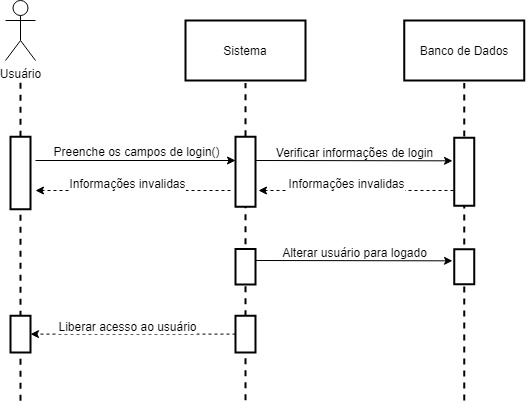 Usuário
Sistema
Banco de Dados
Preenche os campos de login()
Verificar informações de login
Informações invalidas
Informações invalidas
Alterar usuário para logado
Liberar acesso ao usuário